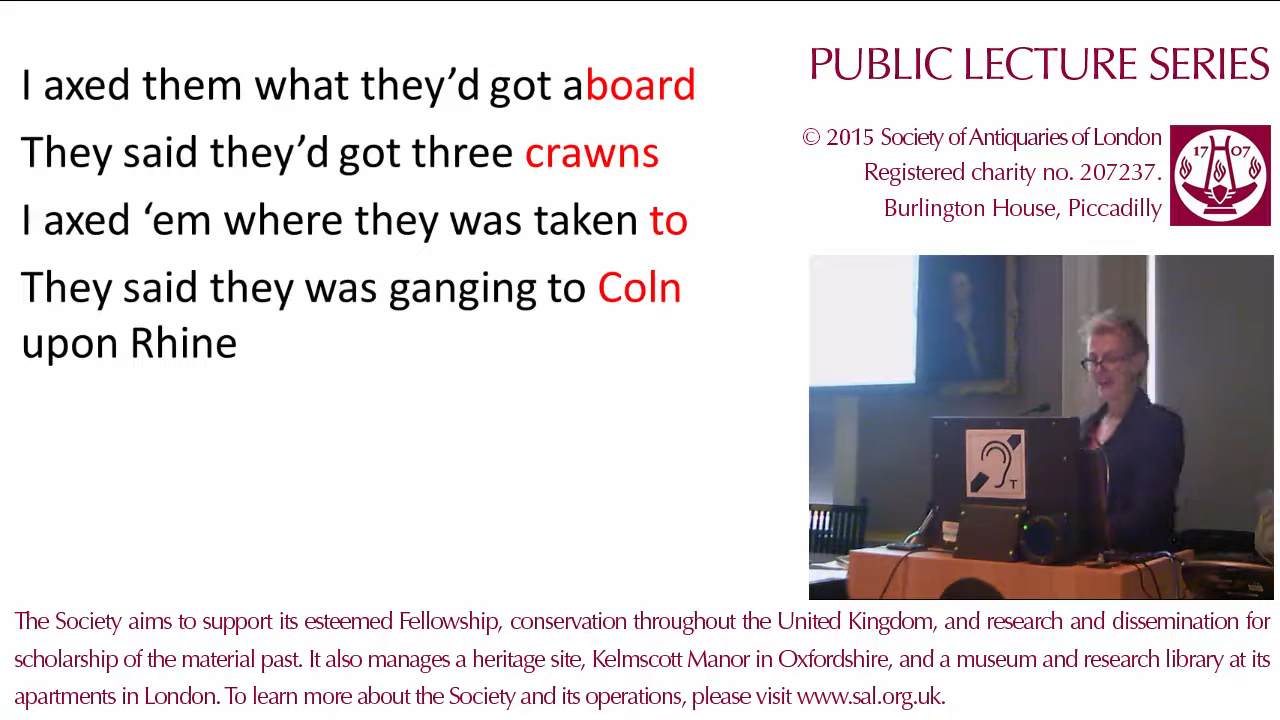 I axed them what they’d got aboard
They said they’d got three crawns
I axed ‘em where they was taken to
They said they was ganging to Coln
upon Rhine
PUBLIC LECTURE SERIES
© 2015 Society of Antiquaries of London
Registered charity no. 207237.
Burlington House, Piccadilly
17 07
T
The Society aims to support its esteemed Fellowship, conservation throughout the United Kingdom, and research and dissemination for
scholarship of the material past. It also manages a heritage site, Kelmscott Manor in Oxfordshire, and a museum and research library at its
apartments in London. To learn more about the Society and its operations, please visit www.sal.org.uk.